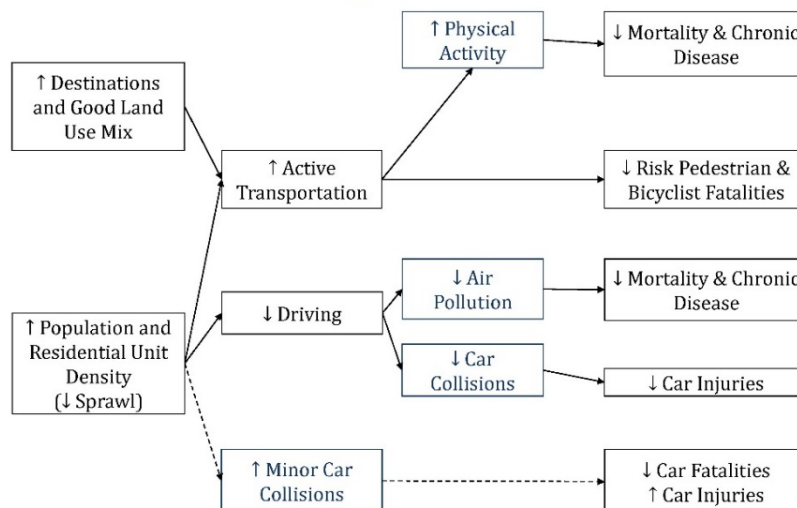 ↑ Destinations
and Good Land
Use Mix
↑ Population and
Residential Unit
Density
(↓ Sprawl)
↑ Active
Transportation
↓ Driving
↑ Minor Car
Collisions
↑ Physical
Activity
↓ Air
Pollution
↓ Car
Collisions
↓ Mortality & Chronic
Disease
↓ Risk Pedestrian &
Bicyclist Fatalities
↓ Mortality & Chronic
Disease
↓ Car Injuries
↓ Car Fatalities
↑ Car Injuries